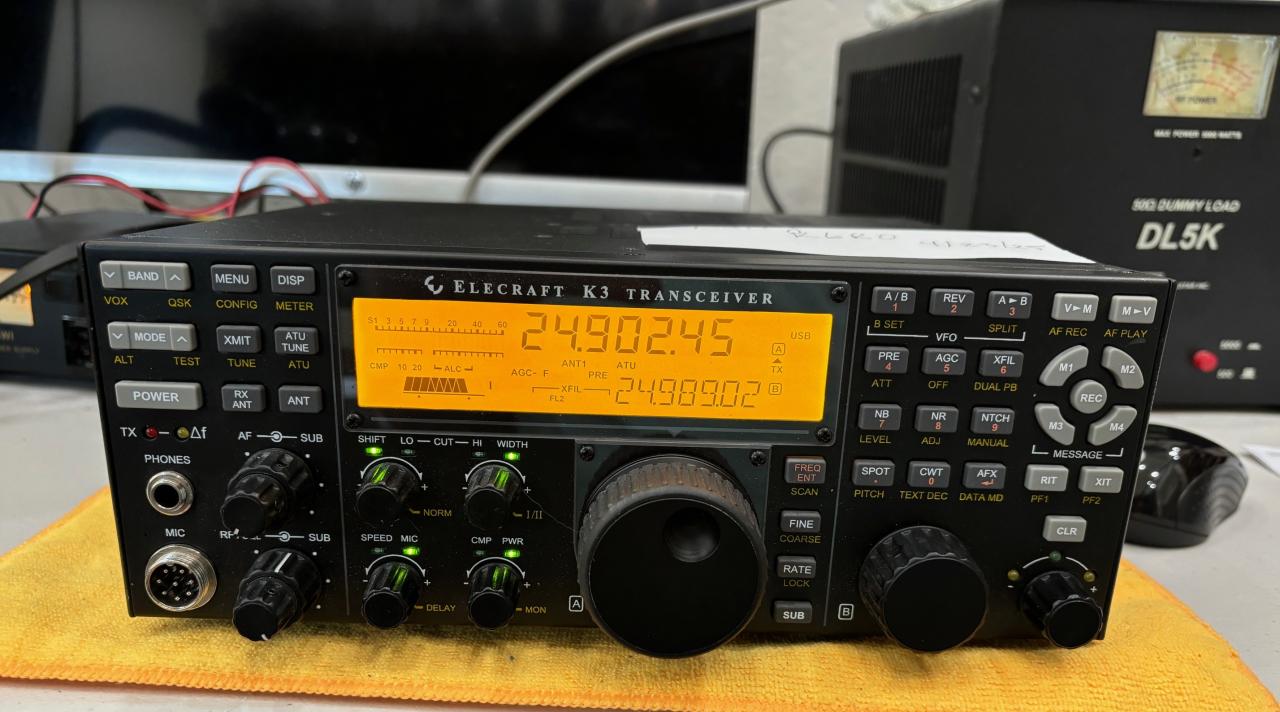 RF POWER
MAX POWER 5000 WATTS
50Ω DUMMY LOAD
DL5K
ELECRAFT K3 TRANSCEIVER
BAND
VOX QSK
MENU
CONFIG
DISP
METER
MODE
ALT TEST
XMIT
TUNE
ATU
TUNE
ATU
POWER
RX
ANT
ANT
TX Δf
PHONES
MIC
AF SUB
SUB
S1 3 5 7 9 20 40 60
24.902.45
USB
A
TX
B
CMP 10 20 ALC
AGC- F
ANT1
PRE
ATU
XFIL
FL2
24.989.02
SHIFT LO CUT HI WIDTH
NORM
I/II
SPEED MIC
DELAY
CMP PWR
MON
A
FREQ
ENT
SCAN
FINE
COARSE
RATE
LOCK
SUB
B
A / B
1
B SET
REV
2
A►B
3
SPLIT
VFO
PRE
4
ATT
AGC
5
OFF
XFIL
6
DUAL PB
NB
7
LEVEL
NR
8
ADJ
NTCH
9
MANUAL
SPOT
.
PITCH
CWT
0
TEXT DEC
AFX
DATA MD
V►M
AF REC
M►V
AF PLAY
M1
M2
REC
M3
M4
MESSAGE
RIT
PF1
XIT
PF2
CLR